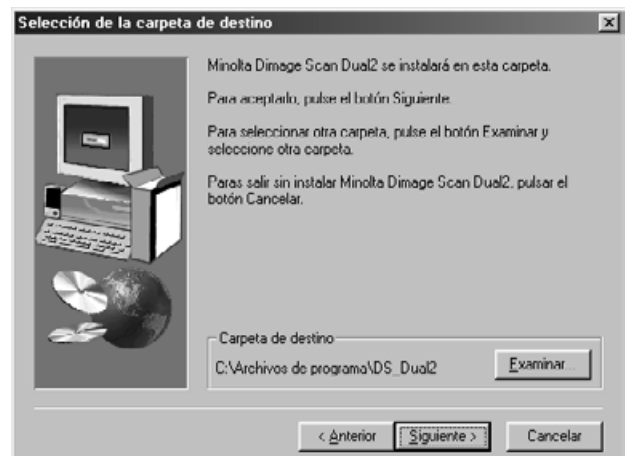 Selección de la carpeta de destino
Minolta Dimage Scan Dual2 se instalará en esta carpeta.
Para aceptarlo, pulse el botón Siguiente.
Para seleccionar otra carpeta, pulse el botón Examinar y
seleccione otra carpeta.
Paras salir sin instalar Minolta Dimage Scan Dual2, pulsar el
botón Cancelar.
Carpeta de destino
C:\Archivos de programa\DS_Dual2
Examinar...
< Anterior
Siguiente >
Cancelar